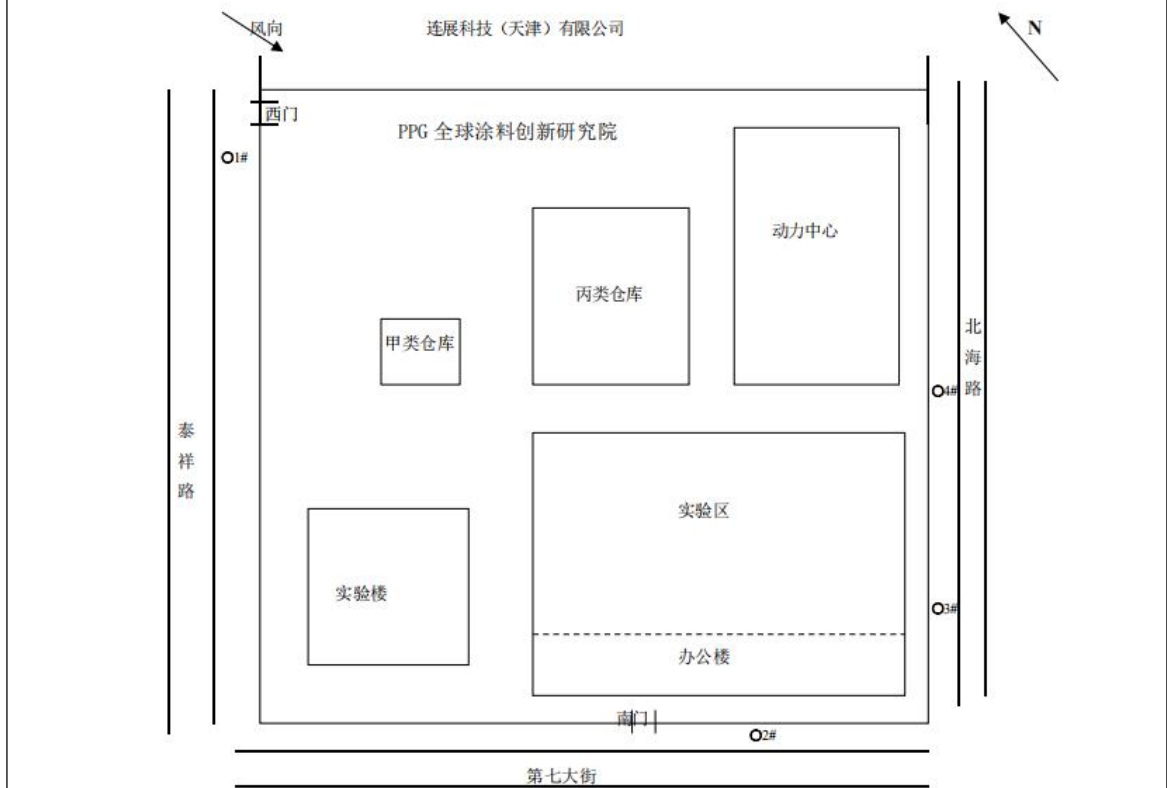 风向
连展科技（天津）有限公司
N
西门
PPG 全球涂料创新研究院
1#
动力中心
丙类仓库
甲类仓库
北海路
4#
泰祥路
实验区
实验楼
3#
办公楼
南门
2#
第七大街